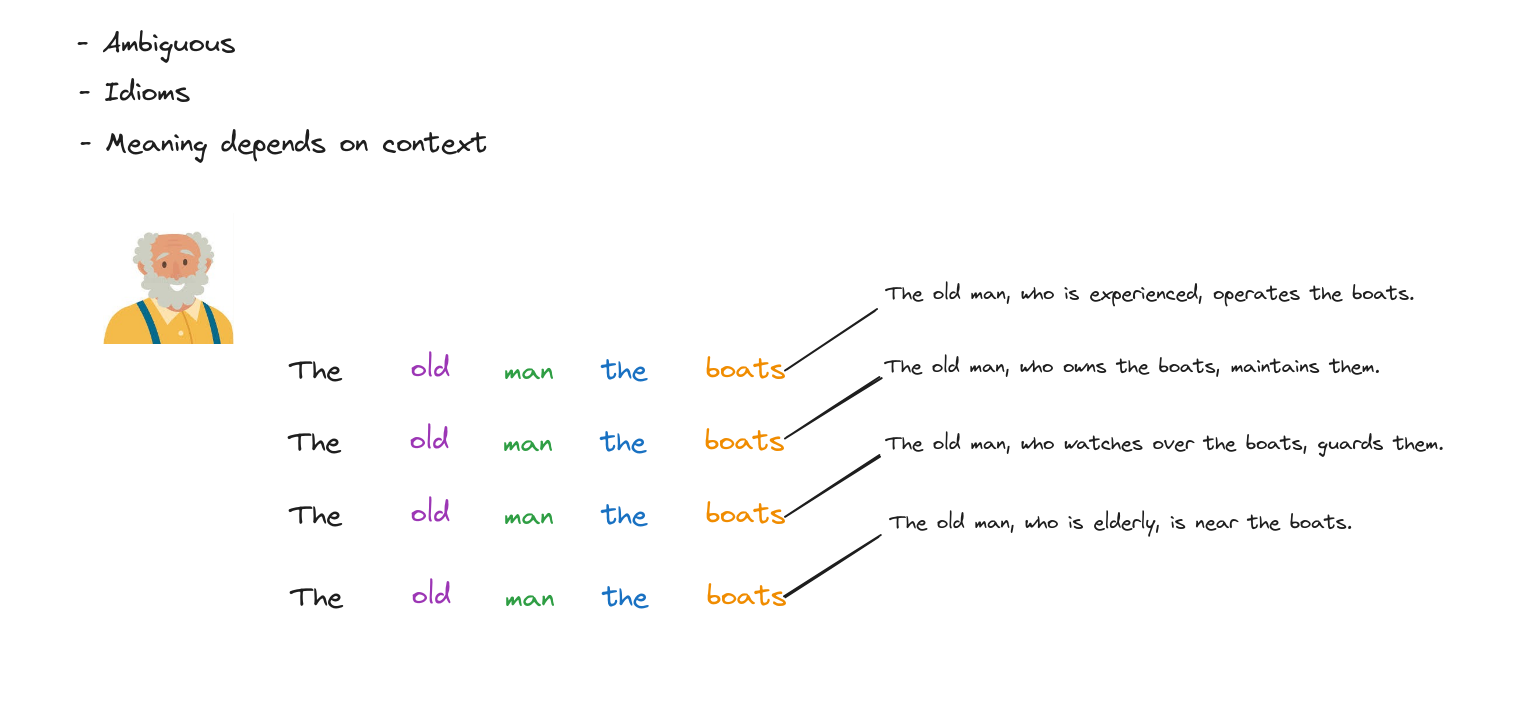 - Ambiguous
- Idioms
- Meaning depends on context
The old man, who is experienced, operates the boats.
The old man the boats
The old man, who owns the boats, maintains them.
The old man the boats
The old man, who watches over the boats, guards them.
The old man the boats
The old man, who is elderly, is near the boats.
The old man the boats